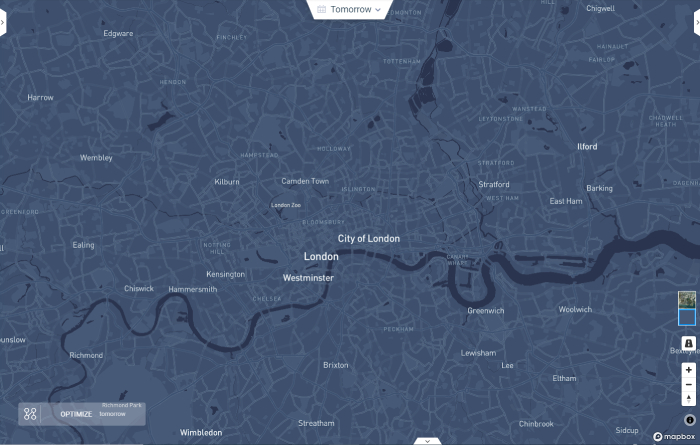 Tomorrow
EDMONTON
HILL
Chigwell
Edgware
FINCHLEY
HAINAULT
TOTTENHAM
FAIRLOP
HENDON
Harrow
WANSTEAD
LEYTONSTONE
CHADWELL
HEATH
HOLLOWAY
Ilford
Wembley
HAMPSTEAD
STRATFORD
Kilburn
Camden Town
Stratford
Barking
ISLINGTON
WEST HAM
East Ham
London Zoo
GREENFORD
BLOOMSBURY
City of London
Ealing
NOTTING
HILL
London
CANARY
WHARF
Kensington
Westminster
Chiswick
Hammersmith
CHELSEA
Greenwich
Woolwich
PECKHAM
Richmond
Lewisham
Brixton
Lee
Eltham
Richmond Park
OPTIMIZE
tomorrow
Streatham
Chinbrook
Wimbledon
Sidcup
mapbox